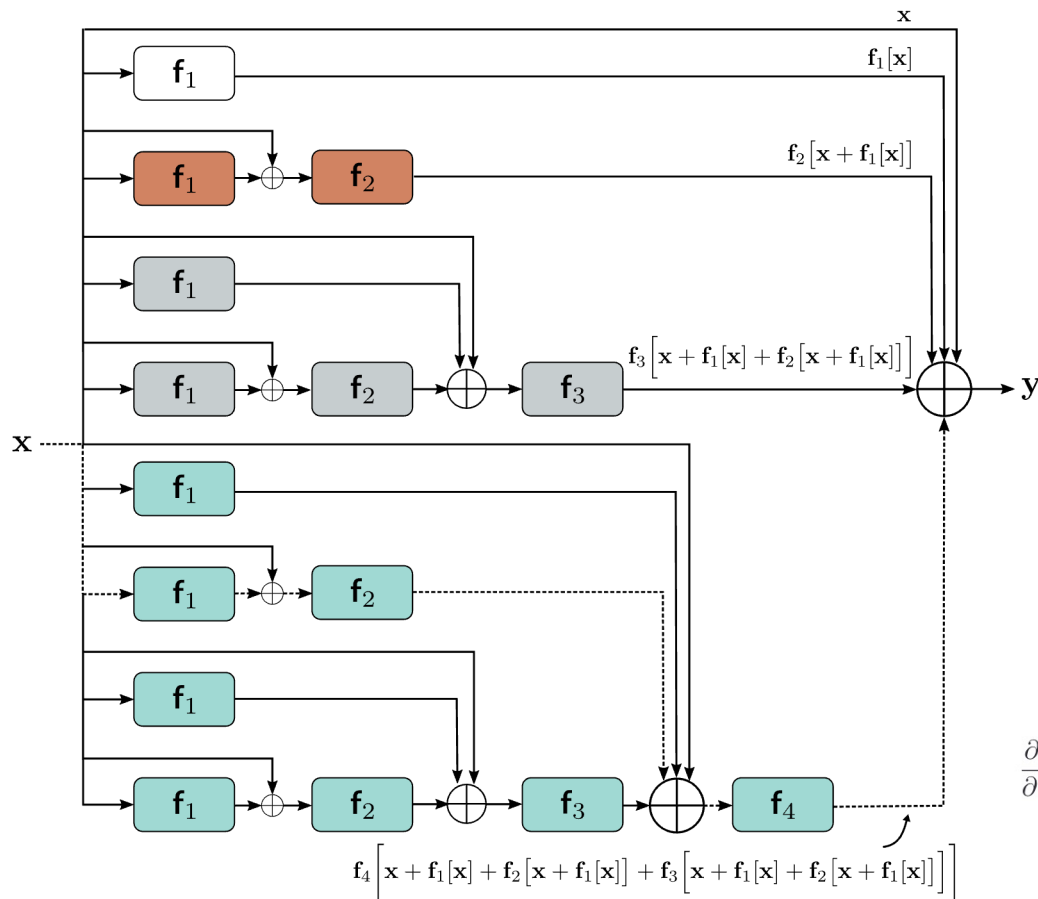 x
f₁
f₁[x]
f₁
f₂
f₂[x + f₁[x]]
f₁
f₁
f₂
f₃
f₃[x + f₁[x] + f₂[x + f₁[x]]]
y
x
f₁
f₁
f₂
f₁
∂
∂
f₁
f₂
f₃
f₄
f₄[x + f₁[x] + f₂[x + f₁[x]] + f₃[x + f₁[x] + f₂[x + f₁[x]]]]